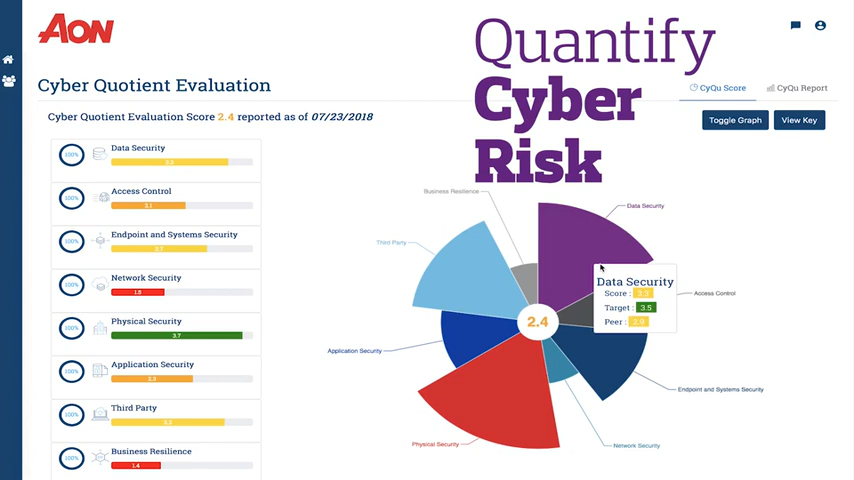 AON
Quantify
Cyber
Risk
Cyber Quotient Evaluation
CyQu Score
CyQu Report
Cyber Quotient Evaluation Score 2.4 reported as of 07/23/2018
Toggle Graph
View Key
100%
Data Security
100%
Access Control
2.1
100%
Endpoint and Systems Security
2.7
100%
Network Security
1.5
100%
Physical Security
3.7
100%
Application Security
2.3
100%
Third Party
100%
Business Resilience
1.4
Business Resilience
Data Security
Third Party
Data Security
Score :
Target : 3.5
Peer :
Access Control
2.4
Application Security
Endpoint and Systems Security
Physical Security
Network Security